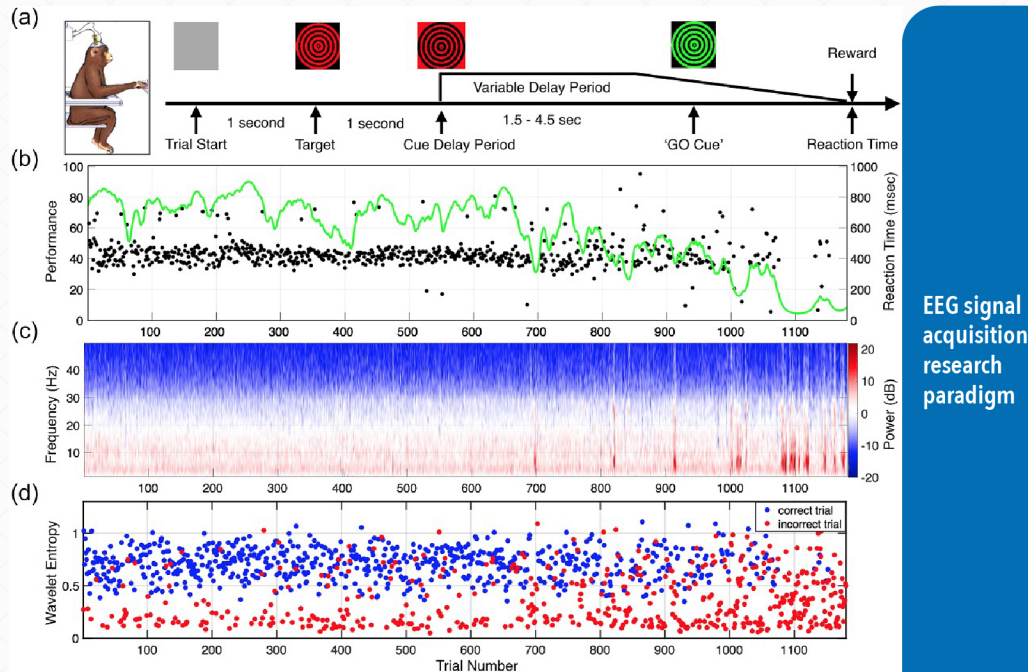 (a)
Reward
Variable Delay Period
1 second
1 second
1.5 - 4.5 sec
Trial Start
Target
Cue Delay Period
'GO Cue'
Reaction Time
(b)
Performance
100
80
60
40
20
0
1000
800
600
400
200
0
Reaction Time (msec)
100 200 300 400 500 600 700 800 900 1000 1100
(c)
Frequency (Hz)
40
30
20
10
20
10
0
-10
-20
Power (dB)
100 200 300 400 500 600 700 800 900 1000 1100
(d)
Wavelet Entropy
1
0.5
0
correct trial
incorrect trial
100 200 300 400 500 600 700 800 900 1000 1100
Trial Number
EEG signal
acquisition
research
paradigm